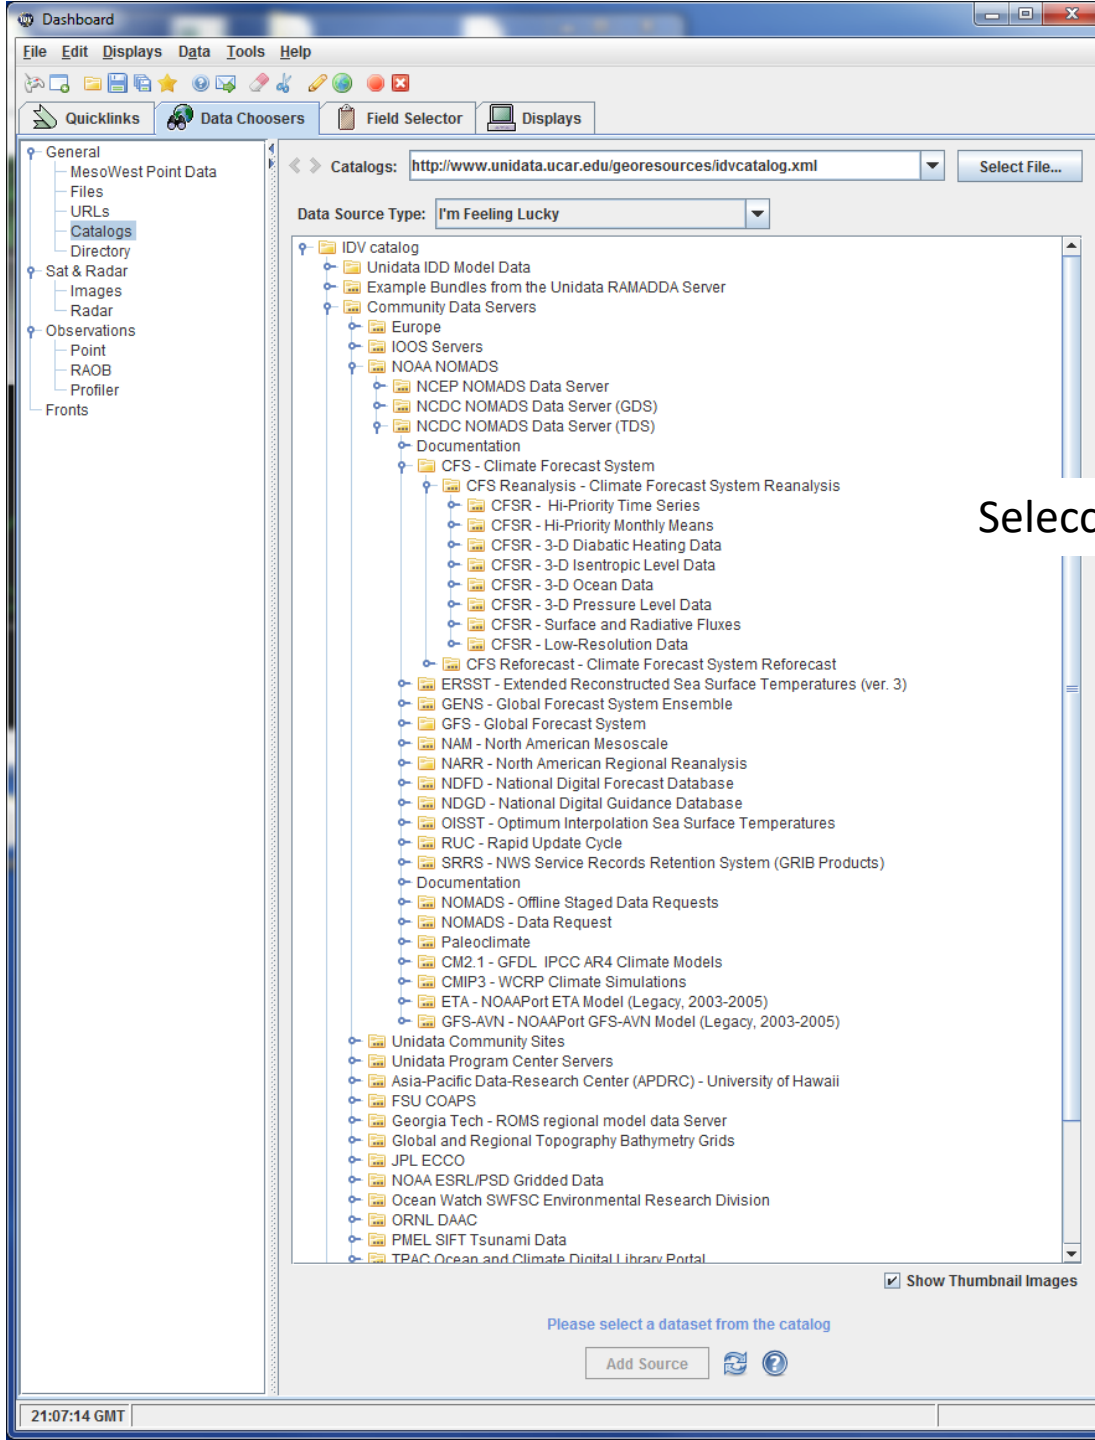 Dashboard
File Edit Displays Data Tools Help
Quicklinks Data Choosers Field Selector Displays
General
MesoWest Point Data
Files
URLs
Catalogs
Directory
Sat & Radar
Images
Radar
Observations
Point
RAOB
Profiler
Fronts
Catalogs: http://www.unidata.ucar.edu/georesources/idvcatalog.xml Select File...
Data Source Type: I'm Feeling Lucky
IDV catalog
Unidata IDD Model Data
Example Bundles from the Unidata RAMADDA Server
Community Data Servers
Europe
IOOS Servers
NOAA NOMADS
NCEP NOMADS Data Server
NCDC NOMADS Data Server (GDS)
NCDC NOMADS Data Server (TDS)
Documentation
CFS - Climate Forecast System
CFS Reanalysis - Climate Forecast System Reanalysis
CFSR - Hi-Priority Time Series
CFSR - Hi-Priority Monthly Means
CFSR - 3-D Diabatic Heating Data
CFSR - 3-D Isentropic Level Data
CFSR - 3-D Ocean Data
CFSR - 3-D Pressure Level Data
CFSR - Surface and Radiative Fluxes
CFSR - Low-Resolution Data
CFS Reforecast - Climate Forecast System Reforecast
ERSST - Extended Reconstructed Sea Surface Temperatures (ver. 3)
GENS - Global Forecast System Ensemble
GFS - Global Forecast System
NAM - North American Mesoscale
NARR - North American Regional Reanalysis
NDFD - National Digital Forecast Database
NDGD - National Digital Guidance Database
OISST - Optimum Interpolation Sea Surface Temperatures
RUC - Rapid Update Cycle
SRRS - NWS Service Records Retention System (GRIB Products)
Documentation
NOMADS - Offline Staged Data Requests
NOMADS - Data Request
Paleoclimate
CM2.1 - GFDL IPCC AR4 Climate Models
CMIP3 - WCRP Climate Simulations
ETA - NOAAPort ETA Model (Legacy, 2003-2005)
GFS-AVN - NOAAPort GFS-AVN Model (Legacy, 2003-2005)
Unidata Community Sites
Unidata Program Center Servers
Asia-Pacific Data-Research Center (APDRC) - University of Hawaii
FSU COAPS
Georgia Tech - ROMS regional model data Server
Global and Regional Topography Bathymetry Grids
JPL ECCO
NOAA ESRL/PSD Gridded Data
Ocean Watch SWFSC Environmental Research Division
ORNL DAAC
PMEL SIFT Tsunami Data
TPAC Ocean and Climate Digital Library Portal
Show Thumbnail Images
Please select a dataset from the catalog
Add Source
21:07:14 GMT